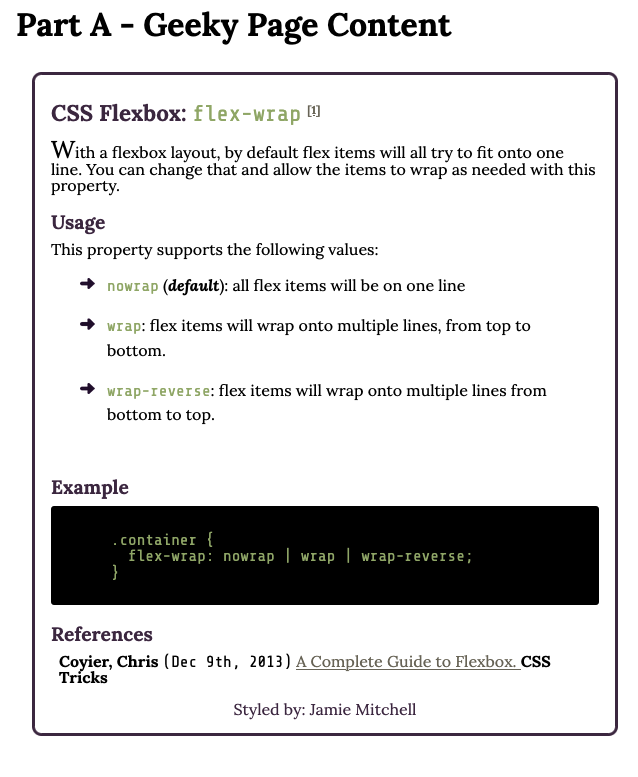 Part A - Geeky Page Content
CSS Flexbox: flex-wrap [1]
With a flexbox layout, by default flex items will all try to fit onto one
line. You can change that and allow the items to wrap as needed with this
property.
Usage
This property supports the following values:
➜ nowrap (default): all flex items will be on one line
➜ wrap: flex items will wrap onto multiple lines, from top to
bottom.
➜ wrap-reverse: flex items will wrap onto multiple lines from
bottom to top.
Example
.container {
  flex-wrap: nowrap | wrap | wrap-reverse;
}
References
Coyier, Chris (Dec 9th, 2013) A Complete Guide to Flexbox. CSS
Tricks
Styled by: Jamie Mitchell